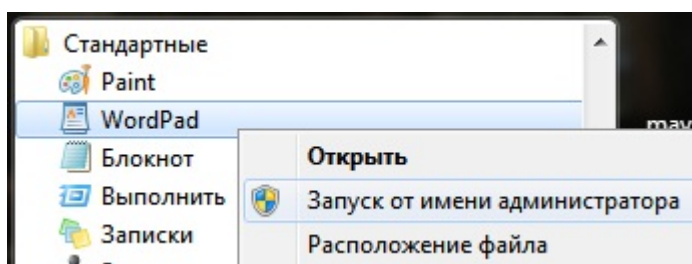 Стандартные
Paint
WordPad
Блокнот
Выполнить
Записки
Открыть
Запуск от имени администратора
Расположение файла